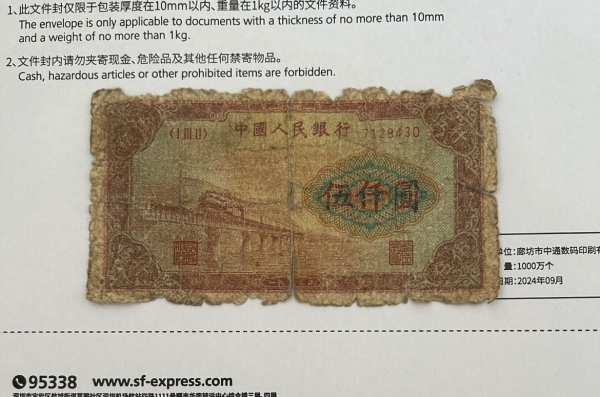 1、此文件封仅限于包装厚度在10mm以内、重量在1kg以内的文件资料。
The envelope is only applicable to documents with a thickness of no more than 10mm
and a weight of no more than 1kg.
2、文件封内请勿夹寄现金、危险品及其他任何禁寄物品。
Cash, hazardous articles or other prohibited items are forbidden.
中國人民銀行
〈I III II〉 7128430
伍仟圓
单位:廊坊市中通数码印刷有
量:1000万个
日期:2024年09月
95338 www.sf-express.com